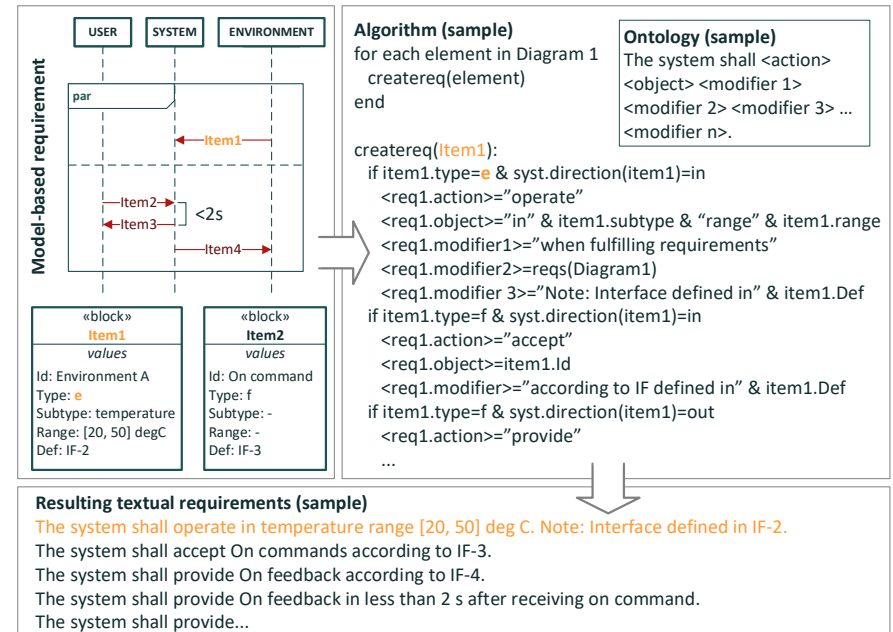 Model-based requirement
USER
SYSTEM
ENVIRONMENT
par
Item1
Item2
Item3
<2s
Item4
«block»
Item1
values
Id: Environment A
Type: e
Subtype: temperature
Range: [20, 50] degC
Def: IF-2
«block»
Item2
values
Id: On command
Type: f
Subtype: -
Range: -
Def: IF-3
Algorithm (sample)
for each element in Diagram 1
createreq(element)
end
Ontology (sample)
The system shall <action>
<object> <modifier 1>
<modifier 2> <modifier 3> ...
<modifier n>.
createreq(Item1):
if item1.type=e & syst.direction(item1)=in
<req1.action>="operate"
<req1.object>="in" & item1.subtype & "range" & item1.range
<req1.modifier1>="when fulfilling requirements"
<req1.modifier2>=reqs(Diagram1)
<req1.modifier 3>="Note: Interface defined in" & item1.Def
if item1.type=f & syst.direction(item1)=in
<req1.action>="accept"
<req1.object>=item1.Id
<req1.modifier>="according to IF defined in" & item1.Def
if item1.type=f & syst.direction(item1)=out
<req1.action>="provide"
...
Resulting textual requirements (sample)
The system shall operate in temperature range [20, 50] deg C. Note: Interface defined in IF-2.
The system shall accept On commands according to IF-3.
The system shall provide On feedback according to IF-4.
The system shall provide On feedback in less than 2 s after receiving on command.
The system shall provide...